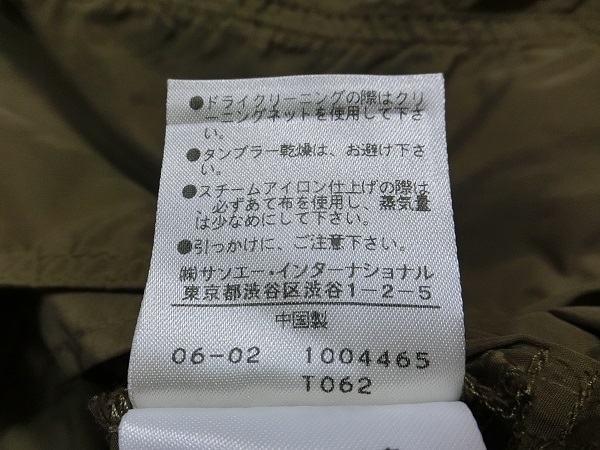 ●ドライクリーニングの際はクリ
ーニングネットを使用して下さ
い。
●タンブラー乾燥は、お避け下さ
い。
●スチームアイロン仕上げの際は
、必ずあて布を使用し、蒸気量
は少なめにして下さい。
●引っかけに、ご注意下さい。
㈱サンエー・インターナショナル
東京都渋谷区渋谷1-2-5
中国製
06-02 1004465
T062